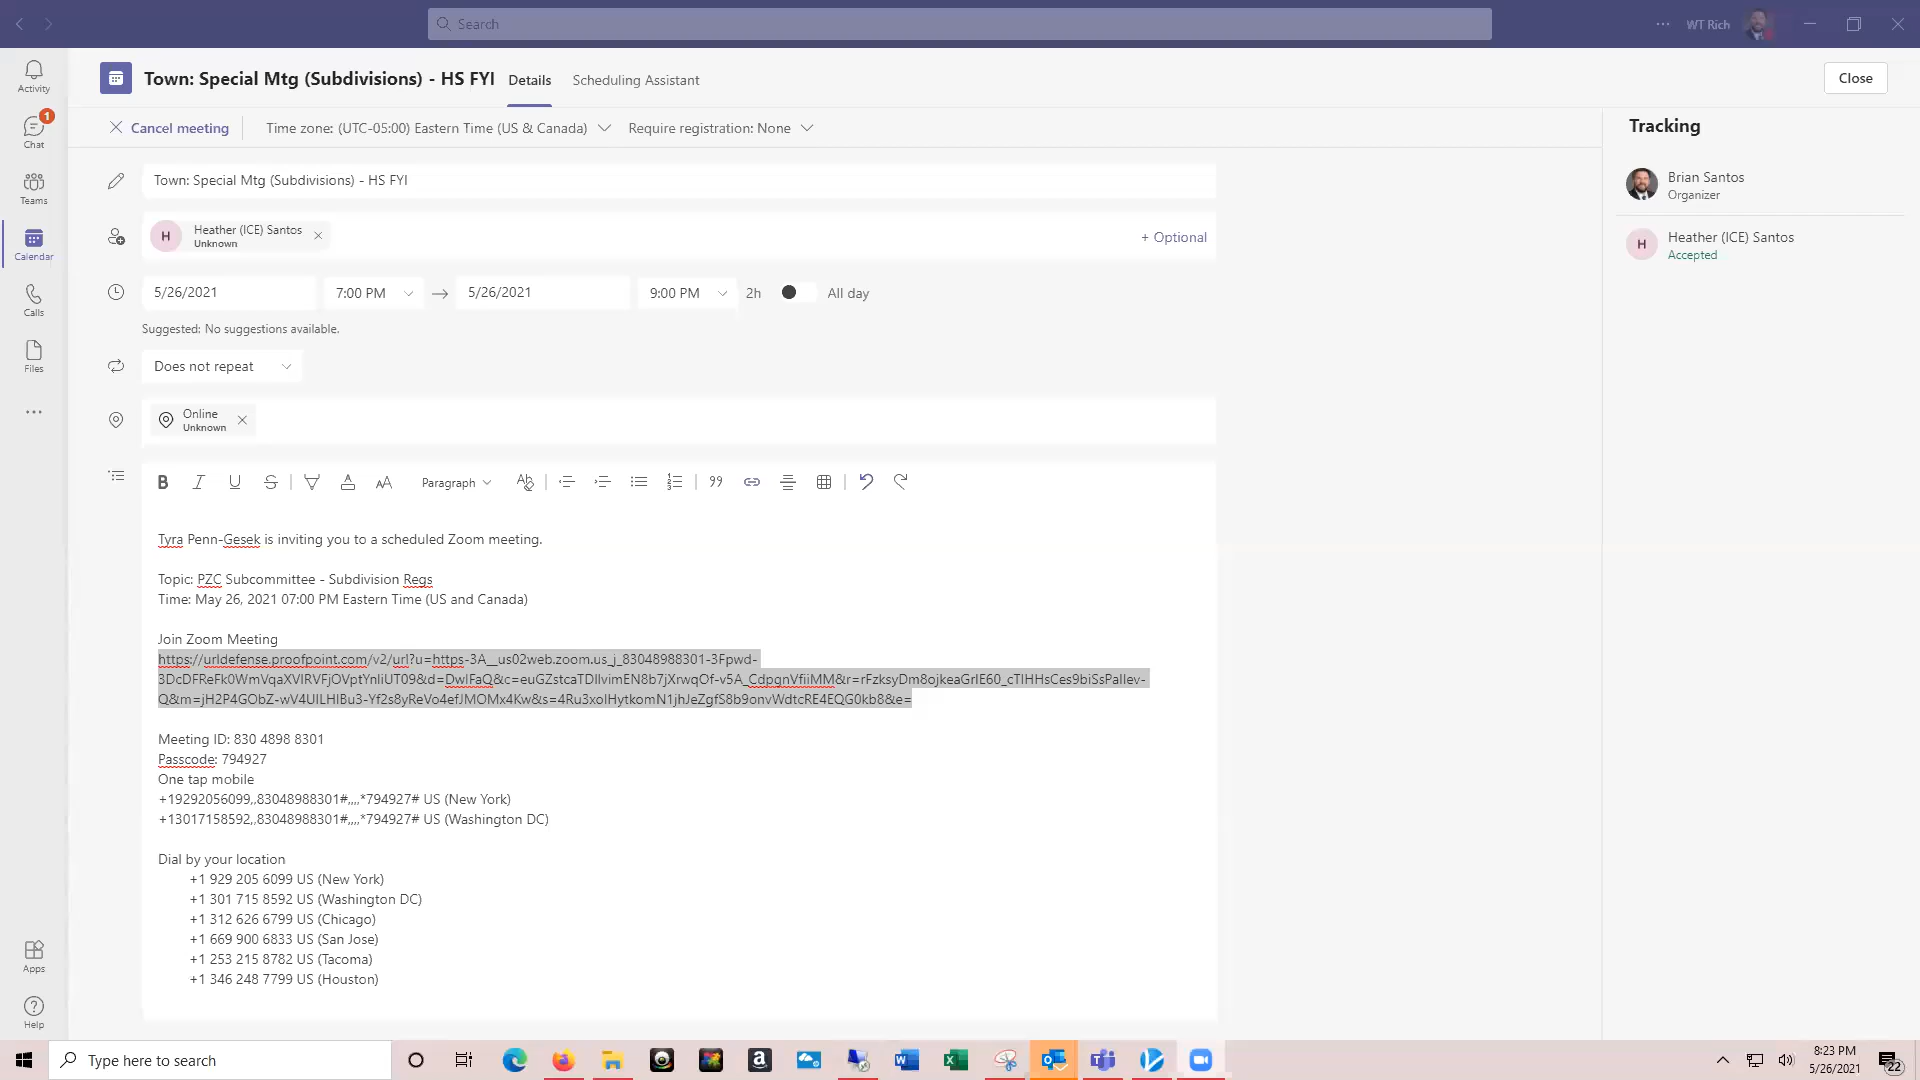 Search
WT Rich
Activity
Chat
1
Teams
Calendar
Calls
Files
Apps
Help
Town: Special Mtg (Subdivisions) - HS FYI
Details
Scheduling Assistant
Close
Cancel meeting
Time zone: (UTC-05:00) Eastern Time (US & Canada)
Require registration: None
Town: Special Mtg (Subdivisions) - HS FYI
H
Heather (ICE) Santos
Unknown
+ Optional
5/26/2021
7:00 PM
5/26/2021
9:00 PM
2h
All day
Suggested: No suggestions available.
Does not repeat
Online
Unknown
Paragraph
Tyra Penn-Gesek is inviting you to a scheduled Zoom meeting.
Topic: PZC Subcommittee - Subdivision Regs
Time: May 26, 2021 07:00 PM Eastern Time (US and Canada)
Join Zoom Meeting
https://urldefense.proofpoint.com/v2/url?u=https-3A__us02web.zoom.us_j_83048988301-3Fpwd-
Meeting ID: 830 4898 8301
Passcode: 794927
One tap mobile
+19292056099,,83048988301#,,,,*794927# US (New York)
+13017158592,,83048988301#,,,,*794927# US (Washington DC)
Dial by your location
+1 929 205 6099 US (New York)
+1 301 715 8592 US (Washington DC)
+1 312 626 6799 US (Chicago)
+1 669 900 6833 US (San Jose)
+1 253 215 8782 US (Tacoma)
+1 346 248 7799 US (Houston)
Tracking
Brian Santos
Organizer
H
Heather (ICE) Santos
Accepted
Type here to search
8:23 PM
5/26/2021
22